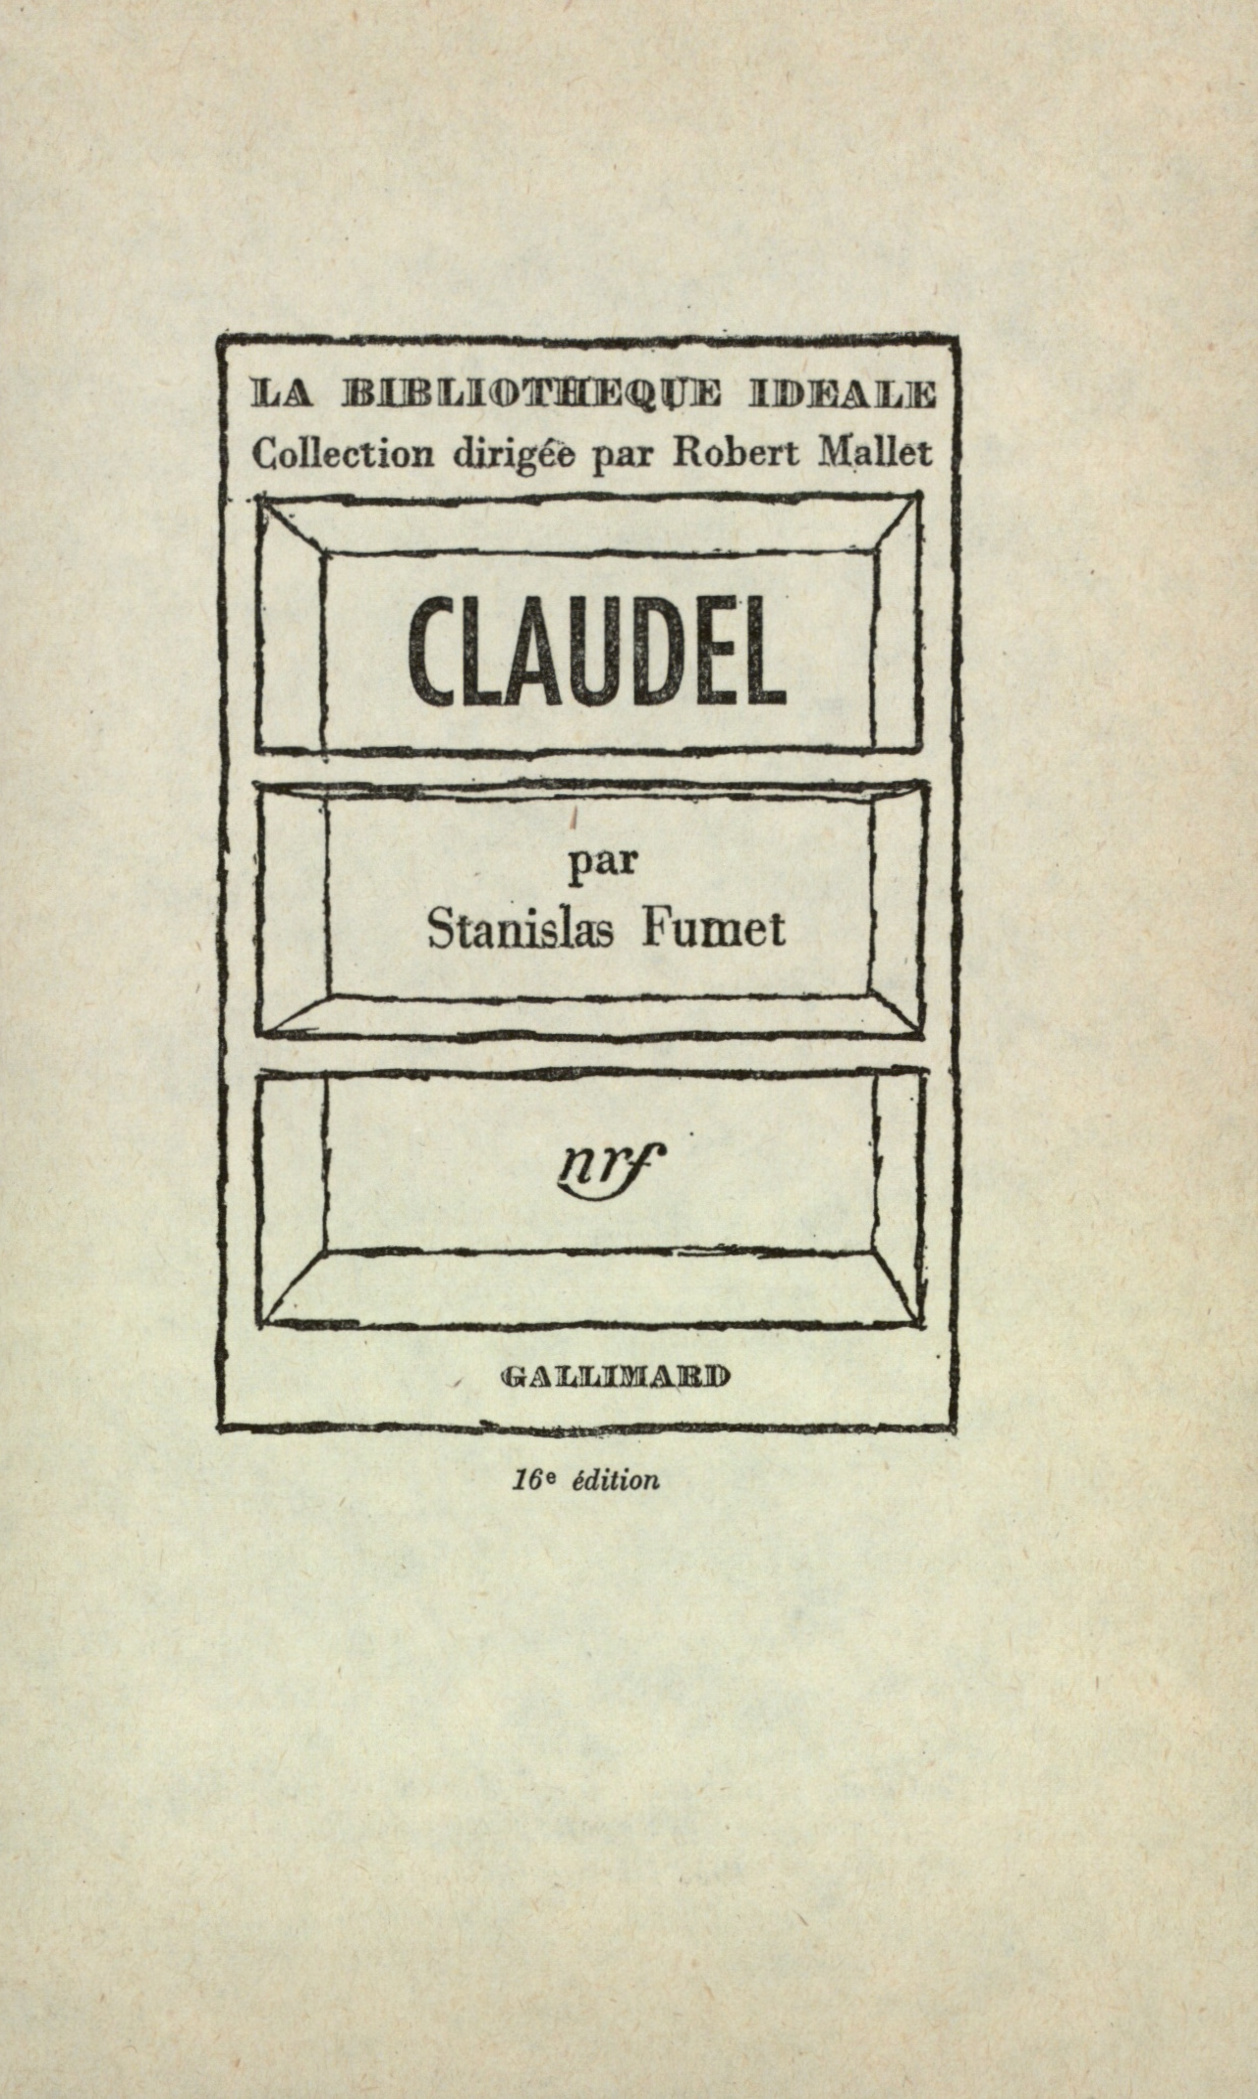 LA BIBLIOTHEQUE IDEALE
Collection dirigée par Robert Mallet
CLAUDEL
par
Stanislas Fumet
nrf
GALLIMARD
16e édition